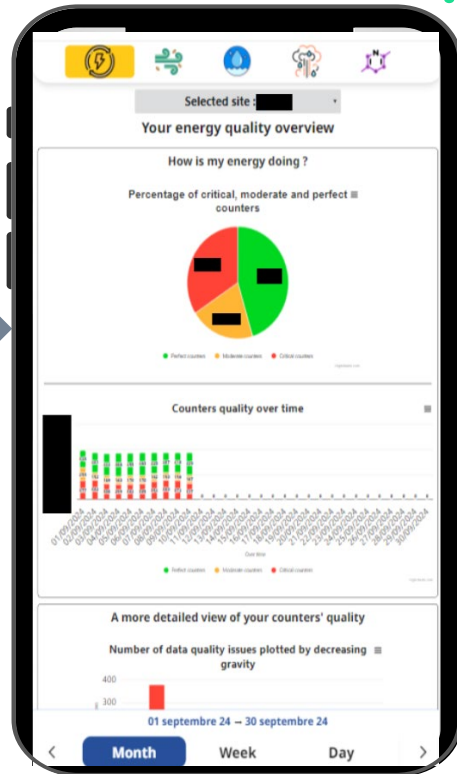 N
Selected site :
Your energy quality overview
How is my energy doing ?
Percentage of critical, moderate and perfect
counters
Perfect counters Moderate counters Critical counters
Counters quality over time
01/09/2024 02/09/2024 03/09/2024 04/09/2024 05/09/2024 06/09/2024 07/09/2024 08/09/2024 09/09/2024 10/09/2024 11/09/2024 12/09/2024 13/09/2024 14/09/2024 15/09/2024 16/09/2024 17/09/2024 18/09/2024 19/09/2024 20/09/2024 21/09/2024 22/09/2024 23/09/2024 24/09/2024 25/09/2024 26/09/2024 27/09/2024 28/09/2024 29/09/2024 30/09/2024
Perfect counters Moderate counters Critical counters
A more detailed view of your counters' quality
Number of data quality issues plotted by decreasing
gravity
400
300
01 septembre 24 – 30 septembre 24
Month Week Day